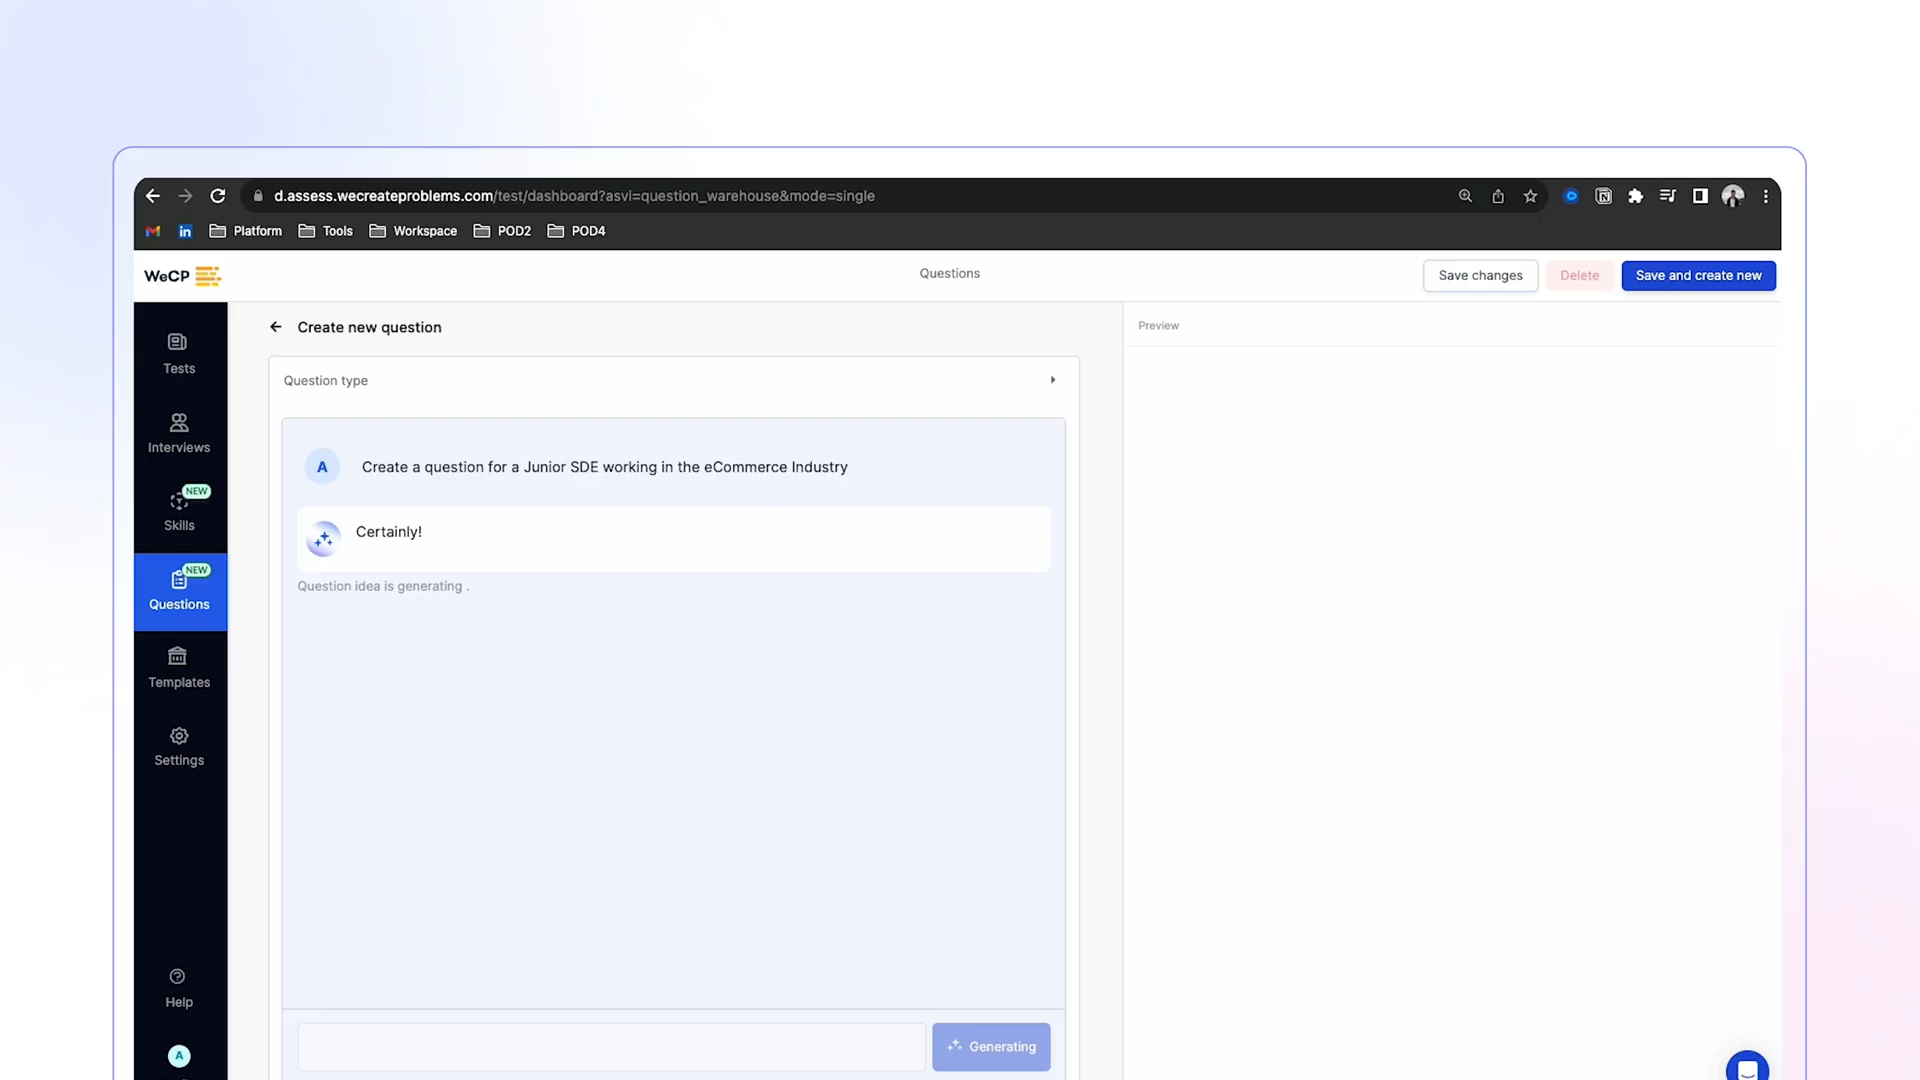 d.assess.wecreateproblems.com/test/dashboard?asvi=question_warehouse&mode=single
in Platform Tools Workspace POD2 POD4
WeCP
Questions
Save changes
Delete
Save and create new
Tests
Interviews
NEW
Skills
NEW
Questions
Templates
Settings
Help
A
Create new question
Question type
A
Create a question for a Junior SDE working in the eCommerce Industry
Certainly!
Question idea is generating .
Generating
Preview